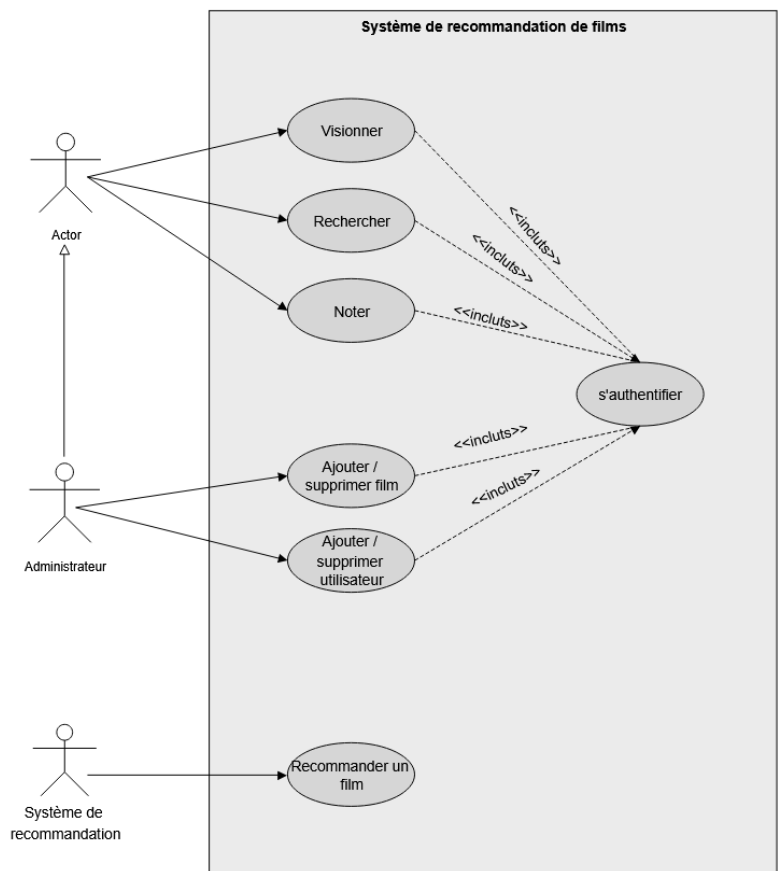 Système de recommandation de films
Visionner
<<incluts>>
Rechercher
<<incluts>>
Actor
Noter
<<incluts>>
s'authentifier
<<incluts>>
Ajouter /
supprimer film
<<incluts>>
Ajouter /
supprimer
utilisateur
Administrateur
Recommander un
film
Système de
recommandation